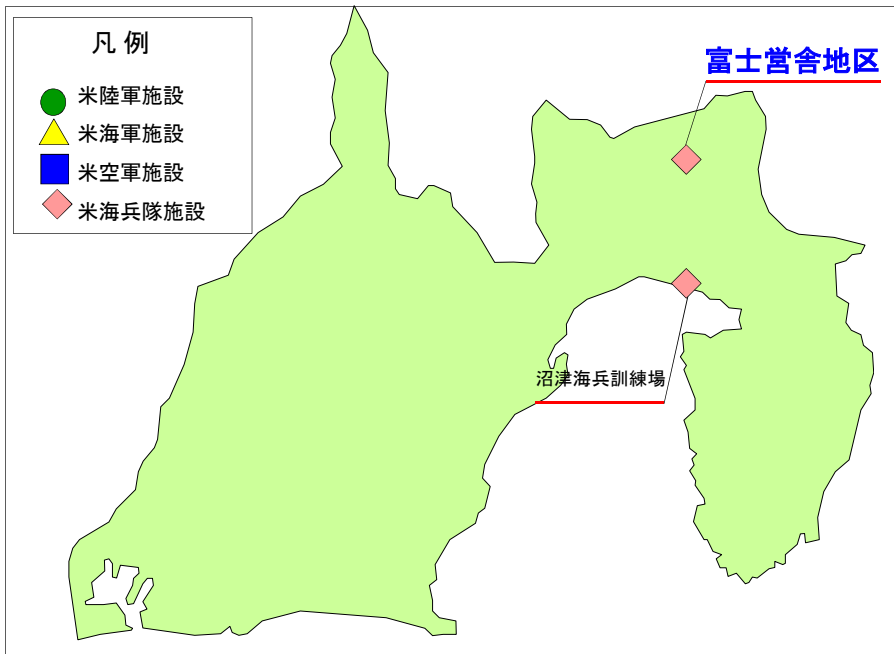 凡 例
米陸軍施設
米海軍施設
米空軍施設
米海兵隊施設
富士営舎地区
沼津海兵訓練場